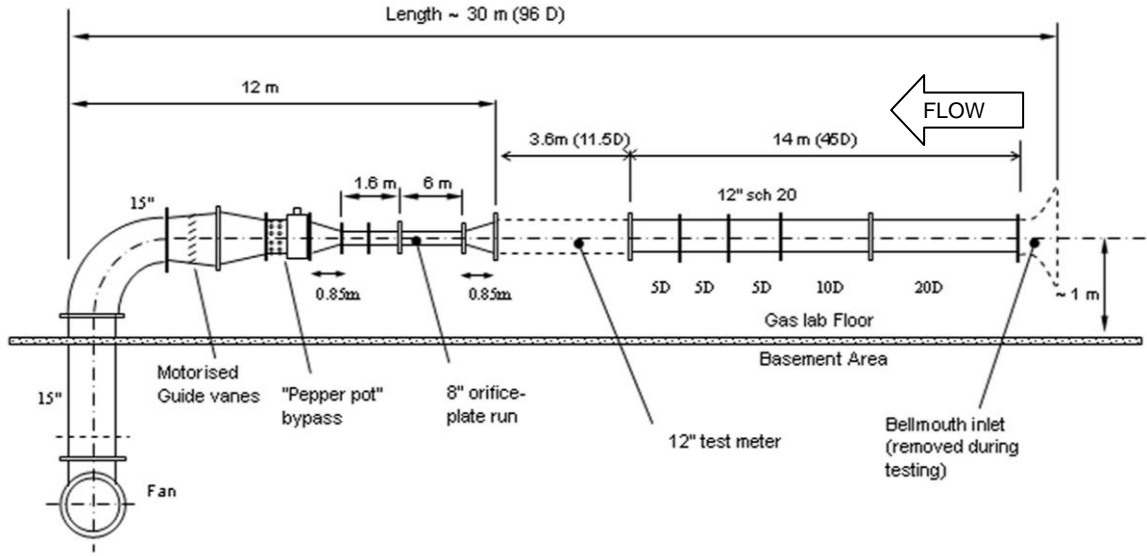 Length ~ 30 m (96 D)
12 m
FLOW
3.6m (11.5D)
14 m (45D)
1.6 m
6 m
15"
12" sch 20
0.85m
0.85m
5D
5D
5D
10D
20D
~ 1 m
Gas lab Floor
Basement Area
15"
Motorised
Guide vanes
"Pepper pot"
bypass
8" orifice-
plate run
12" test meter
Bellmouth inlet
(removed during
testing)
Fan